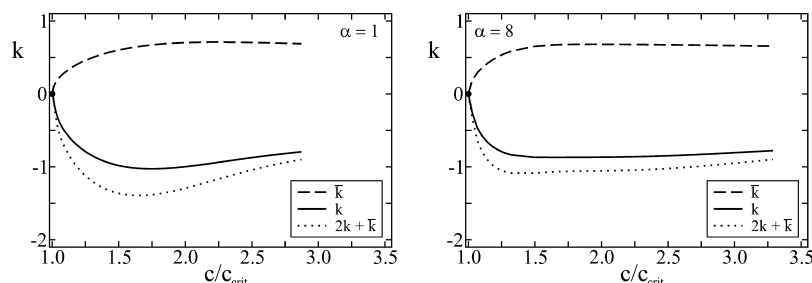 1
α = 1
k
0
-1
-2
k̅
k
2k + k̅
1.0 1.5 2.0 2.5 3.0 3.5
c/c_crit
1
α = 8
k
0
-1
-2
k̅
k
2k + k̅
1.0 1.5 2.0 2.5 3.0 3.5
c/c_crit